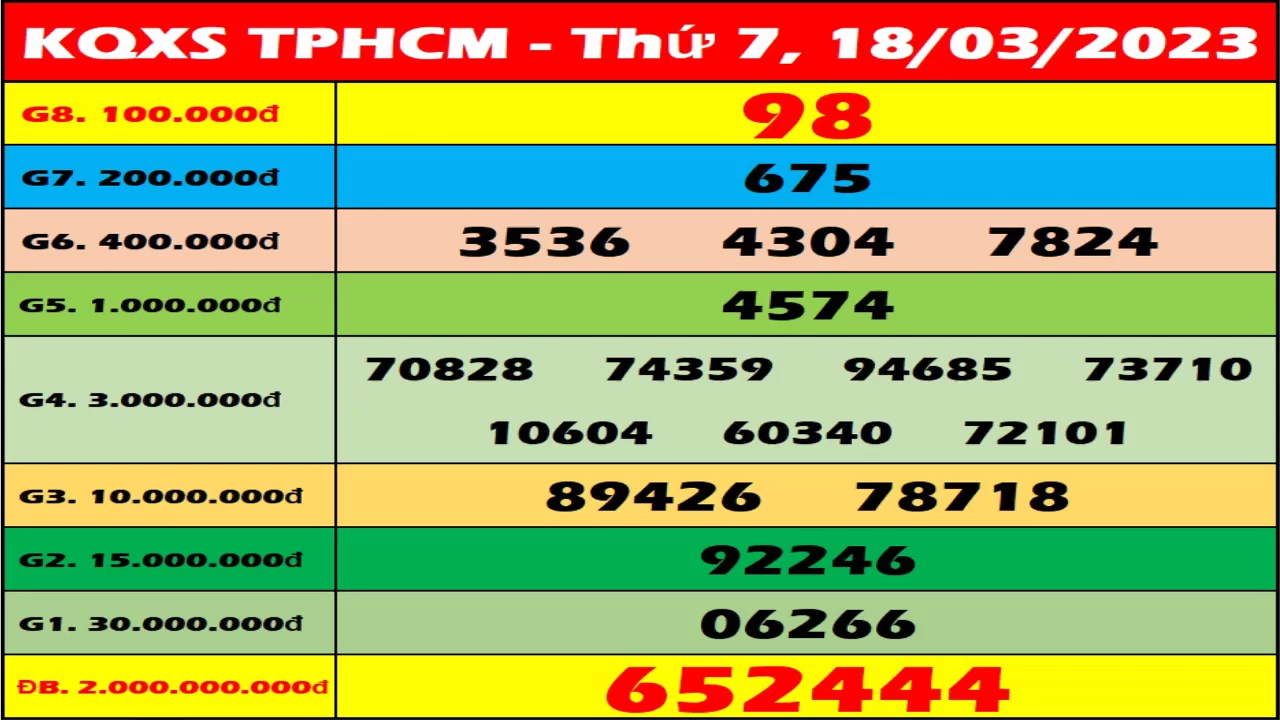 KQXS TPHCM - Thứ 7, 18/03/2023
G8. 100.000đ 98
G7. 200.000đ 675
G6. 400.000đ 3536 4304 7824
G5. 1.000.000đ 4574
G4. 3.000.000đ 70828 74359 94685 73710
10604 60340 72101
G3. 10.000.000đ 89426 78718
G2. 15.000.000đ 92246
G1. 30.000.000đ 06266
ĐB. 2.000.000.000đ 652444